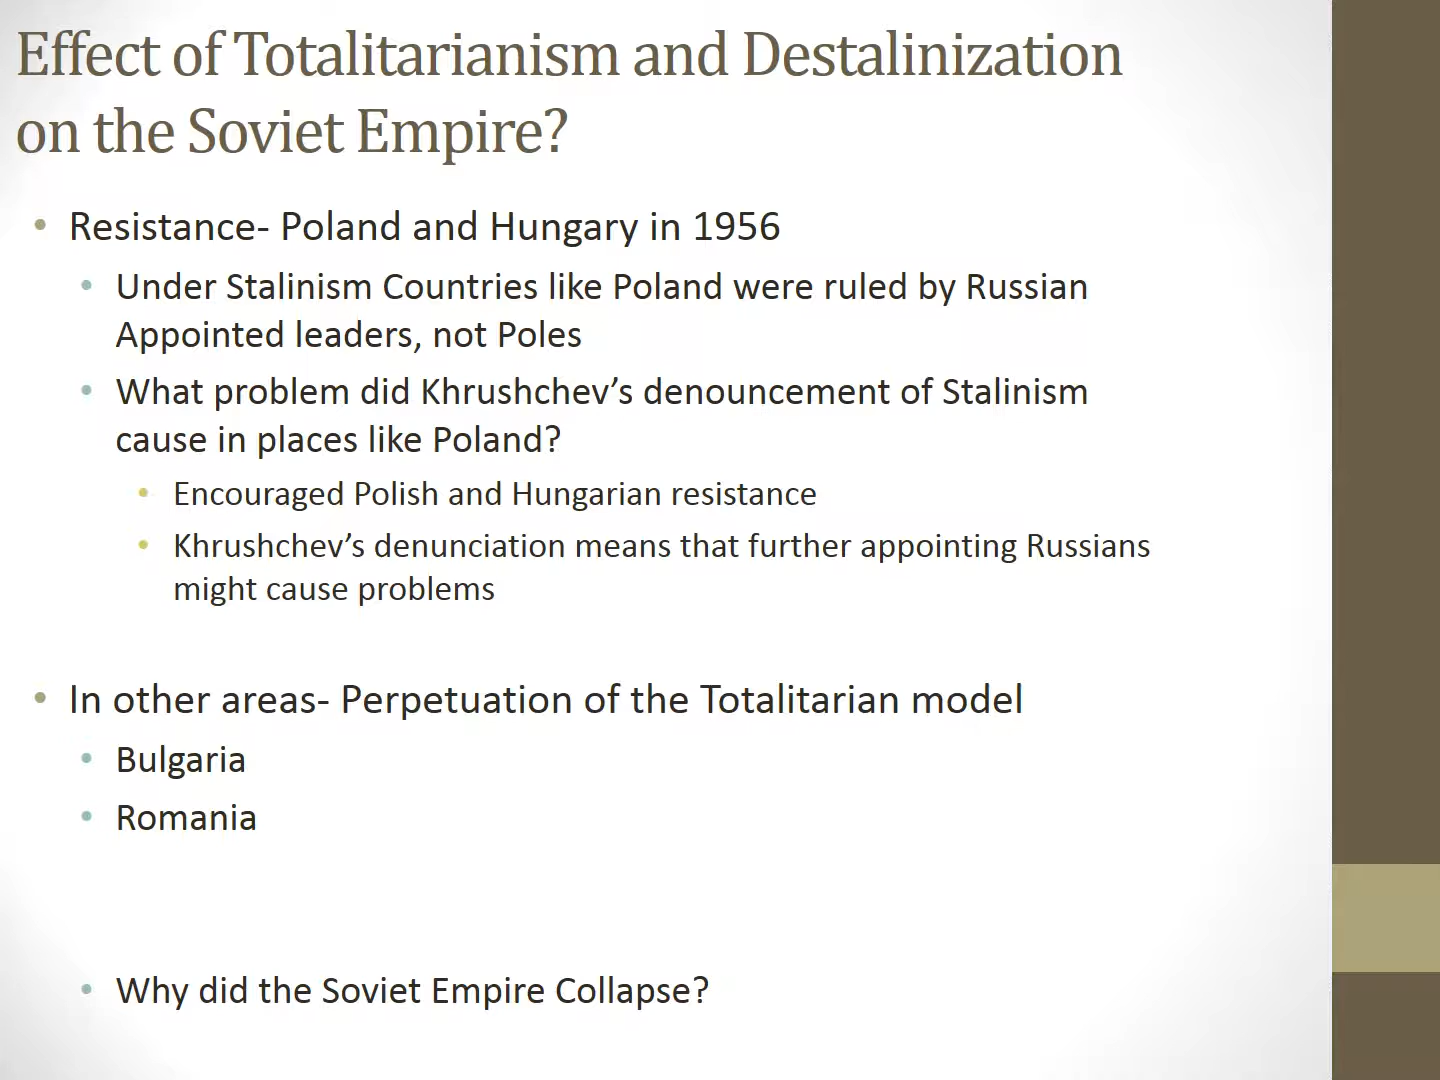 Effect of Totalitarianism and Destalinization
on the Soviet Empire?
• Resistance- Poland and Hungary in 1956
• Under Stalinism Countries like Poland were ruled by Russian
Appointed leaders, not Poles
• What problem did Khrushchev’s denouncement of Stalinism
cause in places like Poland?
• Encouraged Polish and Hungarian resistance
• Khrushchev’s denunciation means that further appointing Russians
might cause problems
• In other areas- Perpetuation of the Totalitarian model
• Bulgaria
• Romania
• Why did the Soviet Empire Collapse?